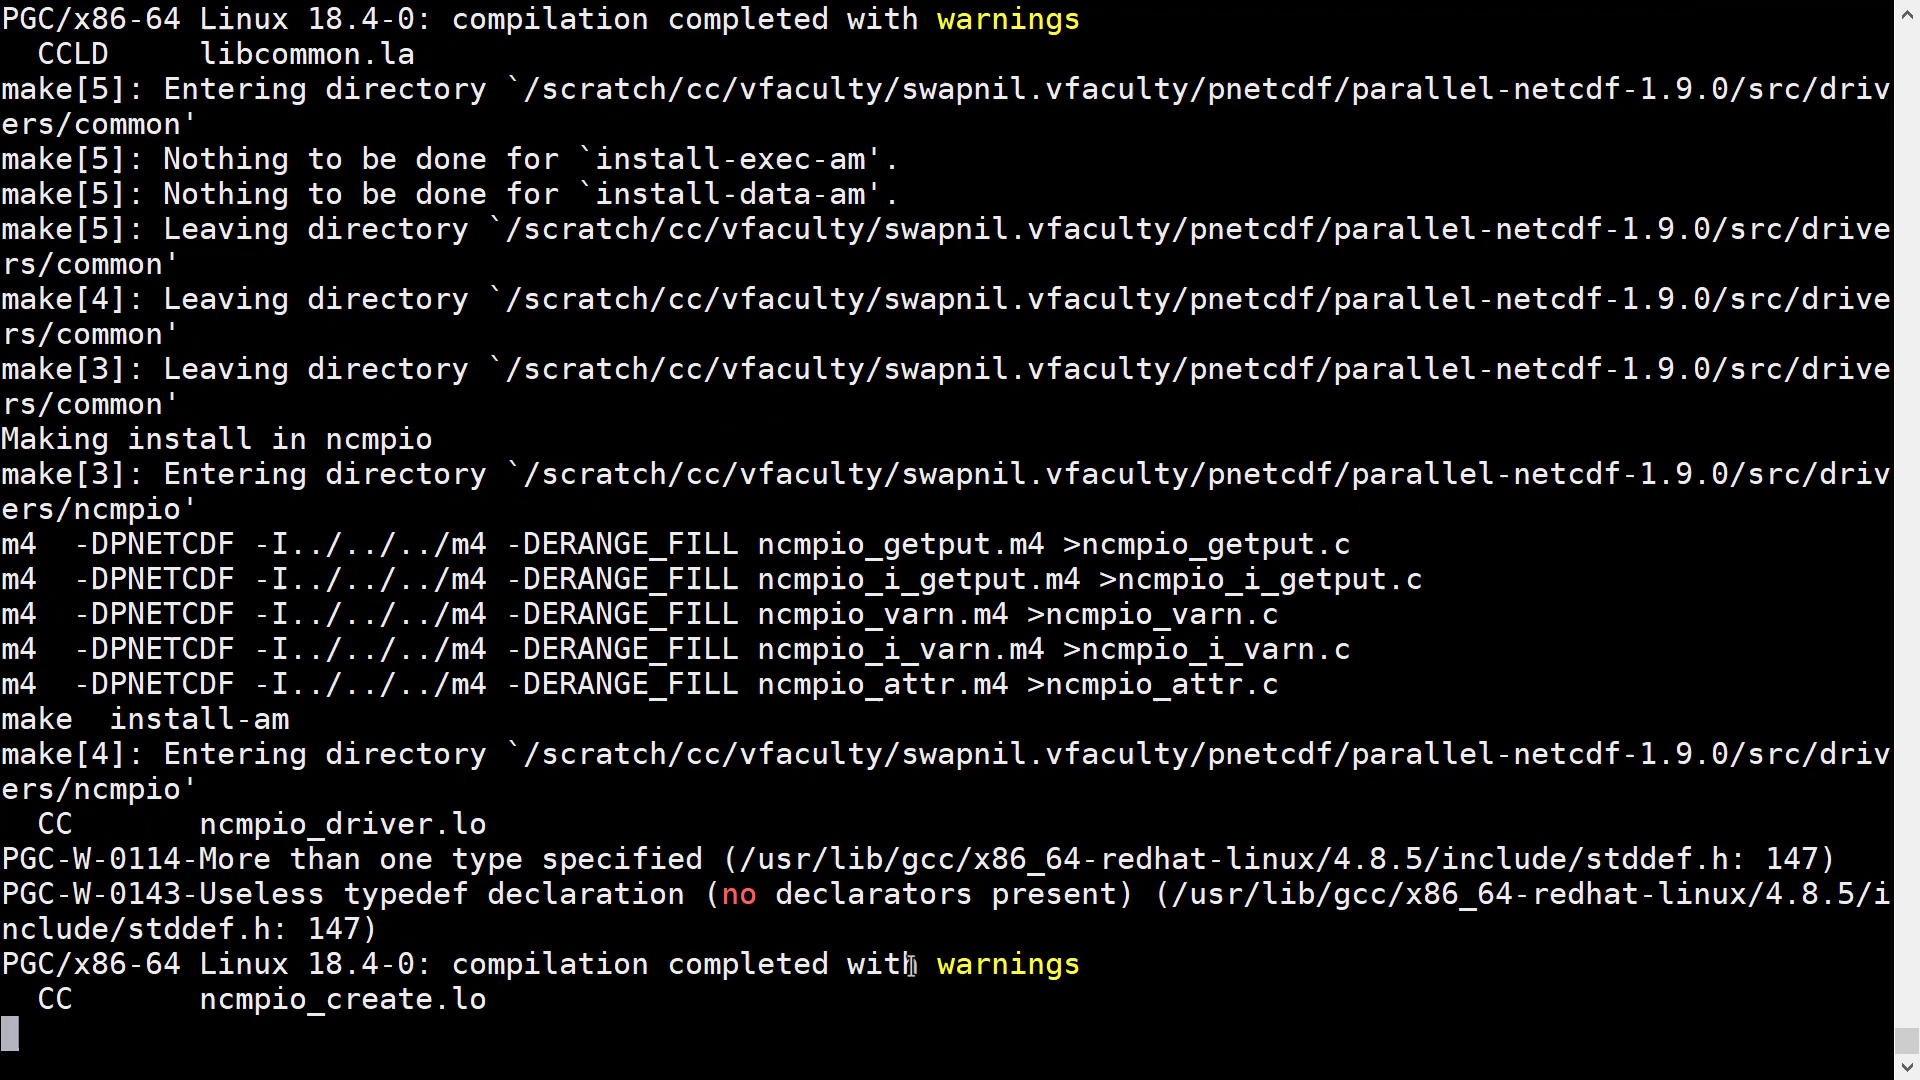 PGC/x86-64 Linux 18.4-0: compilation completed with warnings
  CCLD     libcommon.la
make[5]: Entering directory `/scratch/cc/vfaculty/swapnil.vfaculty/pnetcdf/parallel-netcdf-1.9.0/src/driv
ers/common'
make[5]: Nothing to be done for `install-exec-am'.
make[5]: Nothing to be done for `install-data-am'.
make[5]: Leaving directory `/scratch/cc/vfaculty/swapnil.vfaculty/pnetcdf/parallel-netcdf-1.9.0/src/drive
rs/common'
make[4]: Leaving directory `/scratch/cc/vfaculty/swapnil.vfaculty/pnetcdf/parallel-netcdf-1.9.0/src/drive
rs/common'
make[3]: Leaving directory `/scratch/cc/vfaculty/swapnil.vfaculty/pnetcdf/parallel-netcdf-1.9.0/src/drive
rs/common'
Making install in ncmpio
make[3]: Entering directory `/scratch/cc/vfaculty/swapnil.vfaculty/pnetcdf/parallel-netcdf-1.9.0/src/driv
ers/ncmpio'
m4  -DPNETCDF -I../../../m4 -DERANGE_FILL ncmpio_getput.m4 >ncmpio_getput.c
m4  -DPNETCDF -I../../../m4 -DERANGE_FILL ncmpio_i_getput.m4 >ncmpio_i_getput.c
m4  -DPNETCDF -I../../../m4 -DERANGE_FILL ncmpio_varn.m4 >ncmpio_varn.c
m4  -DPNETCDF -I../../../m4 -DERANGE_FILL ncmpio_i_varn.m4 >ncmpio_i_varn.c
m4  -DPNETCDF -I../../../m4 -DERANGE_FILL ncmpio_attr.m4 >ncmpio_attr.c
make  install-am
make[4]: Entering directory `/scratch/cc/vfaculty/swapnil.vfaculty/pnetcdf/parallel-netcdf-1.9.0/src/driv
ers/ncmpio'
  CC       ncmpio_driver.lo
PGC-W-0114-More than one type specified (/usr/lib/gcc/x86_64-redhat-linux/4.8.5/include/stddef.h: 147)
PGC-W-0143-Useless typedef declaration (no declarators present) (/usr/lib/gcc/x86_64-redhat-linux/4.8.5/i
nclude/stddef.h: 147)
PGC/x86-64 Linux 18.4-0: compilation completed with warnings
  CC       ncmpio_create.lo